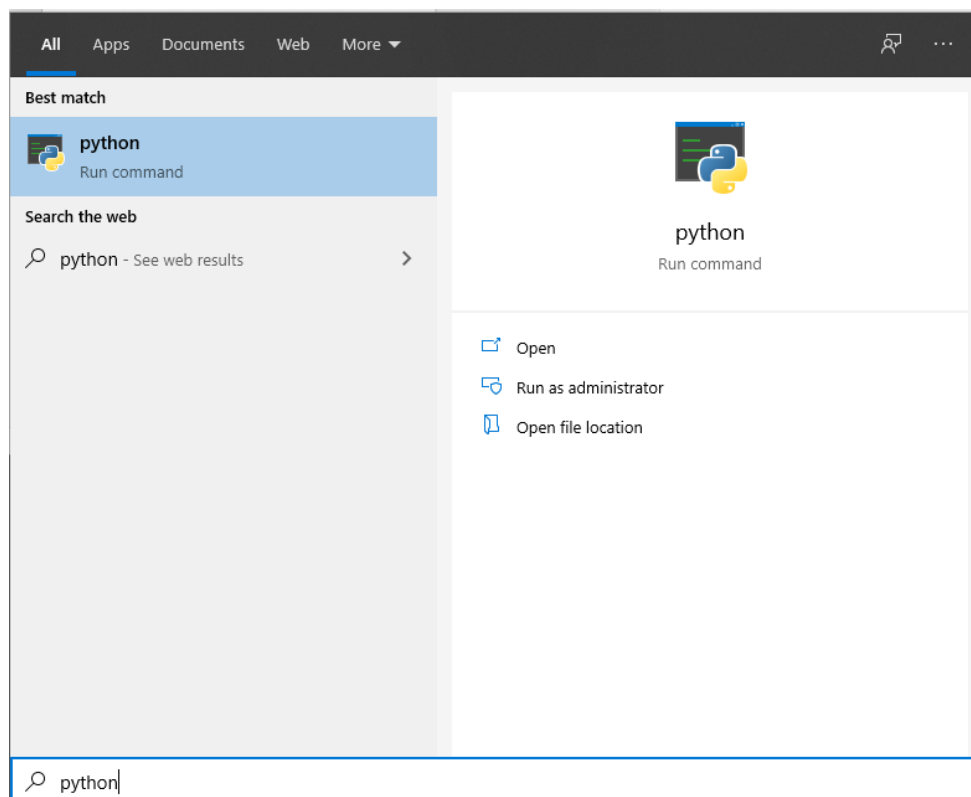 All Apps Documents Web More
Best match
python
Run command
Search the web
python - See web results
python
Run command
Open
Run as administrator
Open file location
python